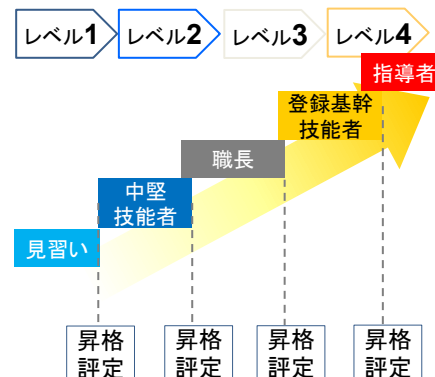 レベル1
レベル2
レベル3
レベル4
指導者
登録基幹
技能者
職長
中堅
技能者
見習い
昇格
評定
昇格
評定
昇格
評定
昇格
評定